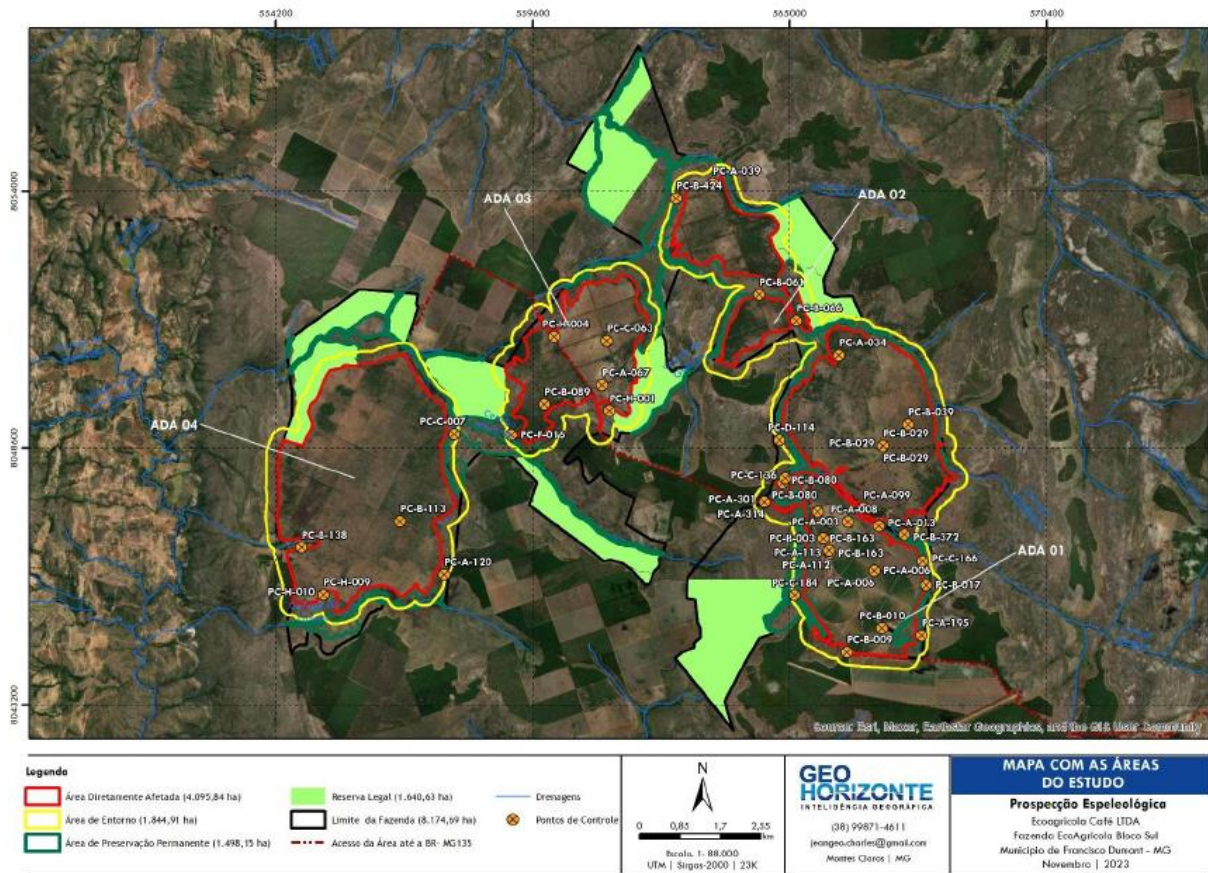 554200 559600 565000 570400
8054000
8048600
8043200
PC-A-039
PC-B-424
ADA 03
ADA 02
PC-B-061
PC-B-066
PC-H-004
PC-C-063
PC-A-034
PC-A-067
PC-B-089
PC-H-001
PC-B-039
ADA 04
PC-C-007
PC-F-016
PC-D-114
PC-B-029
PC-B-029
PC-B-029
PC-C-136
PC-B-080
PC-A-301
PC-B-080
PC-A-099
PC-A-314
PC-A-008
PC-B-113
PC-A-003
PC-A-013
PC-B-138
PC-B-003
PC-B-163
PC-B-372
ADA 01
PC-A-113
PC-B-163
PC-A-120
PC-A-112
PC-C-166
PC-A-006
PC-H-009
PC-H-010
PC-C-184
PC-A-006
PC-B-017
PC-B-010
PC-A-195
PC-B-009
Source: Esri, Maxar, Earthstar Geographics, and the GIS User Community
Legenda
Área Diretamente Afetada (4.095,84 ha)
Área de Entorno (1.844,91 ha)
Área de Preservação Permanente (1.498,15 ha)
Reserva Legal (1.640,63 ha)
Limite da Fazenda (8.174,69 ha)
Acesso da Área até a BR- MG135
Drenagens
Pontos de Controle
N
0 0,85 1,7 2,55
km
Escala 1: 88.000
UTM | Sirgas-2000 | 23K
GEO
HORIZONTE
INTELIGÊNCIA GEOGRÁFICA
(38) 99871-4611
jeangeo.charles@gmail.com
Montes Claros | MG
MAPA COM AS ÁREAS
DO ESTUDO
Prospecção Espeleológica
Ecoagrícola Café LTDA
Fazenda EcoAgrícola Bloco Sul
Município de Francisco Dumont - MG
Novembro | 2023